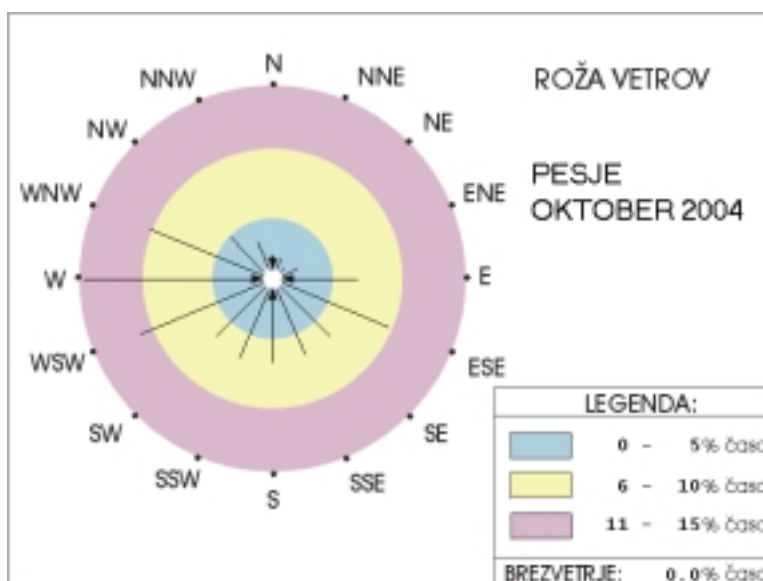 ROŽA VETROV
PESJE
OKTOBER 2004
N
NNE
NE
ENE
E
ESE
SE
SSE
S
SSW
SW
WSW
W
WNW
NW
NNW
LEGENDA:
0 - 5% časa
6 - 10% časa
11 - 15% časa
BREZVETRJE: 0.0% časa